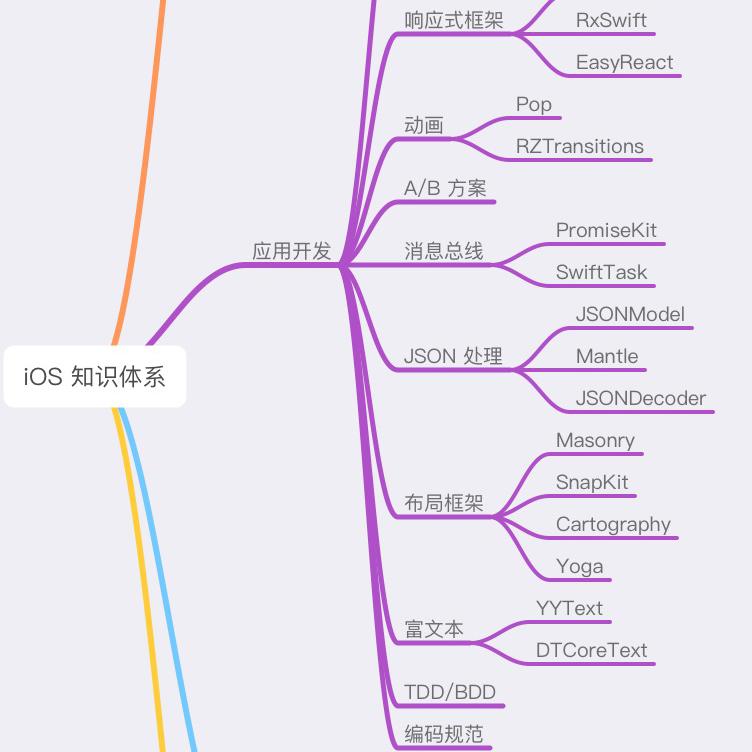 响应式框架
RxSwift
EasyReact
动画
Pop
RZTransitions
A/B 方案
应用开发
消息总线
PromiseKit
SwiftTask
JSON 处理
JSONModel
Mantle
JSONDecoder
iOS 知识体系
布局框架
Masonry
SnapKit
Cartography
Yoga
富文本
YYText
DTCoreText
TDD/BDD
编码规范